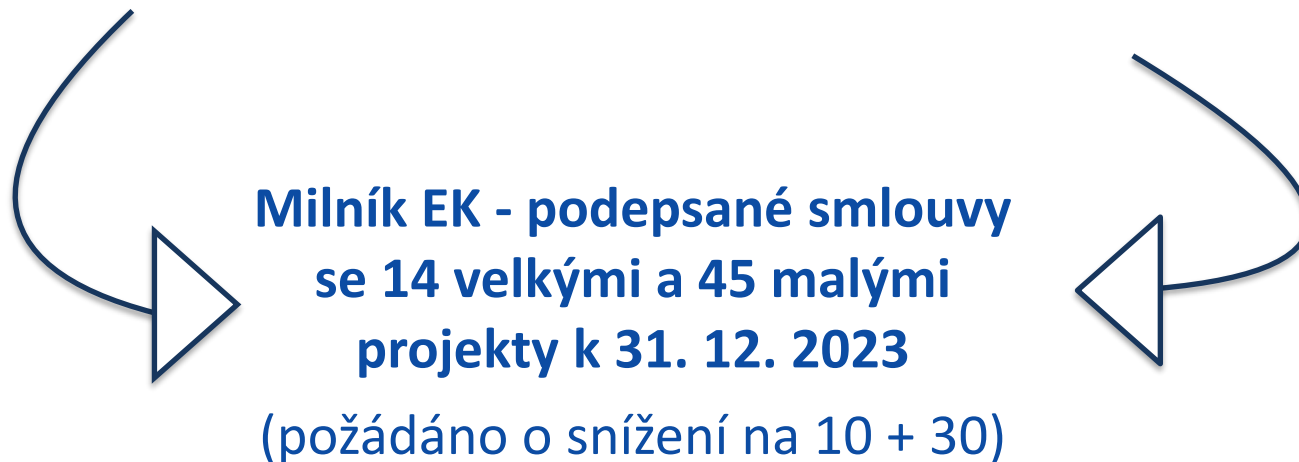 Milník EK - podepsané smlouvy
se 14 velkými a 45 malými
projekty k 31. 12. 2023
(požádáno o snížení na 10 + 30)